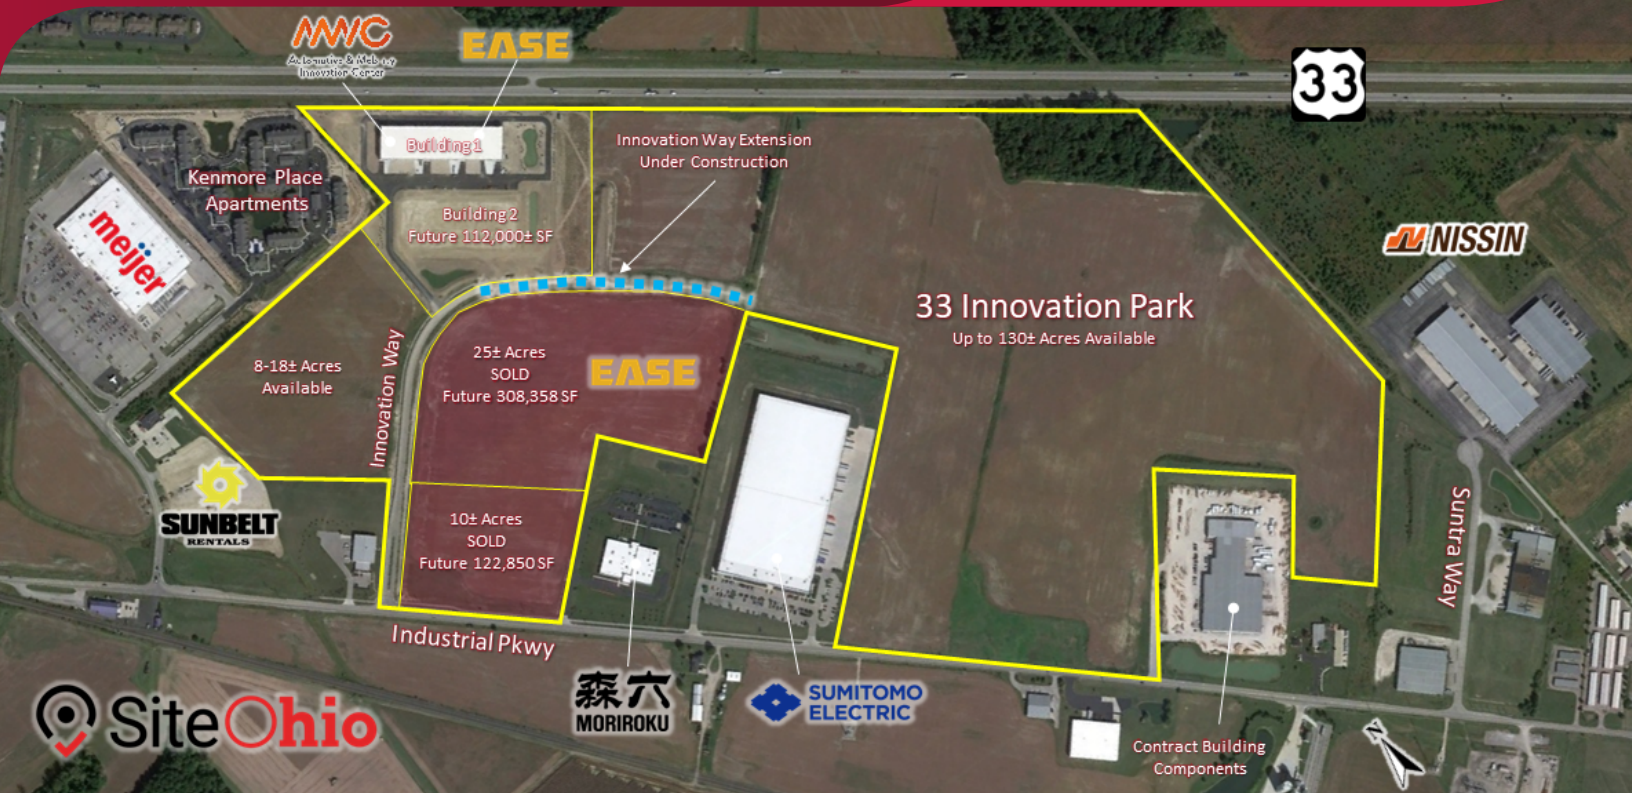 AMIC
Automotive & Mobility
Innovation Center
EASE
33
Building 1
Innovation Way Extension
Under Construction
Kenmore Place
Apartments
meijer
Building 2
Future 112,000± SF
NISSIN
33 Innovation Park
Up to 130± Acres Available
8-18± Acres
Available
Innovation Way
25± Acres
SOLD
Future 308,358 SF
EASE
SUNBELT
RENTALS
10± Acres
SOLD
Future 122,850 SF
Suntra Way
Industrial Pkwy
森六
MORIROKU
SUMITOMO
ELECTRIC
SiteOhio
Contract Building
Components
N